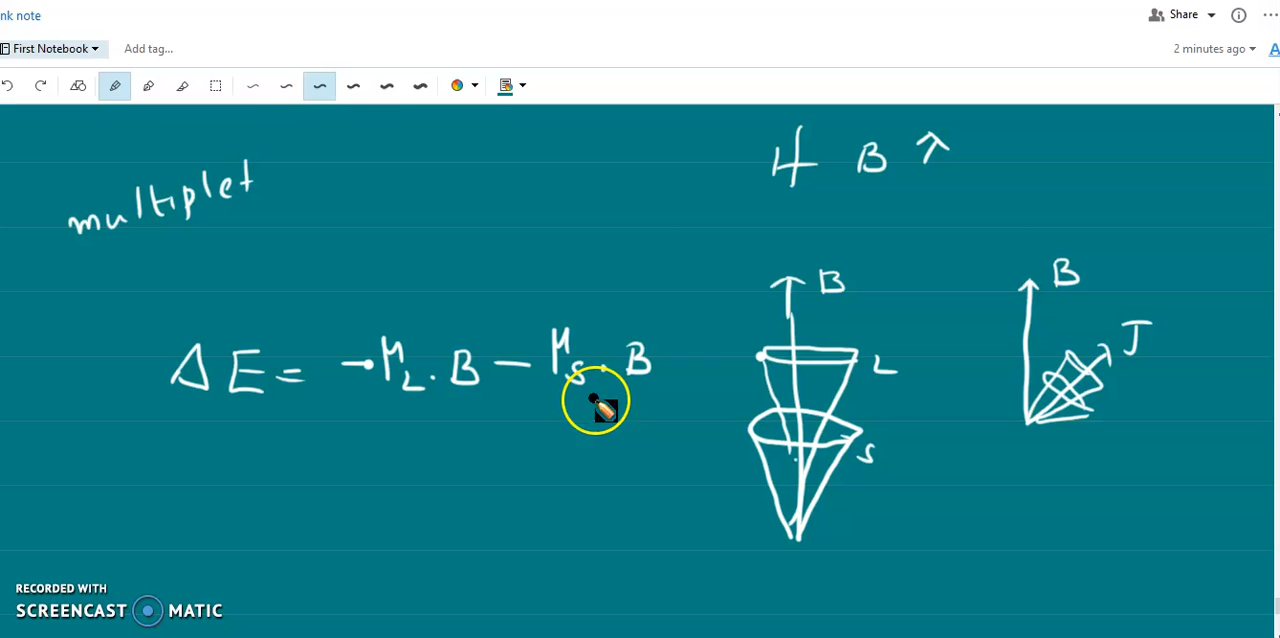 nk note
Share
First Notebook
Add tag...
2 minutes ago
A
multiplet
B ↑
B
B
J
L
S
ΔE = -μL.B - μS.B
RECORDED WITH
SCREENCAST MATIC